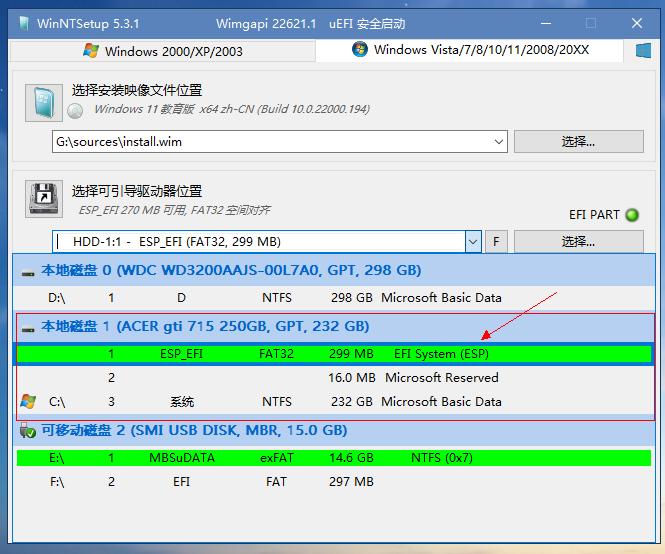 WinNTSetup 5.3.1 Wimgapi 22621.1 uEFI 安全启动
Windows 2000/XP/2003 Windows Vista/7/8/10/11/2008/20XX
选择安装映像文件位置
Windows 11 教育版 x64 zh-CN (Build 10.0.22000.194)
G:\sources\install.wim 选择...
选择可引导驱动器位置
ESP_EFI 270 MB 可用, FAT32 空间对齐
EFI PART
HDD-1:1 - ESP_EFI (FAT32, 299 MB) F 选择...
本地磁盘 0 (WDC WD3200AAJS-00L7A0, GPT, 298 GB)
D:\ 1 D NTFS 298 GB Microsoft Basic Data
本地磁盘 1 (ACER gti 715 250GB, GPT, 232 GB)
1 ESP_EFI FAT32 299 MB EFI System (ESP)
2 16.0 MB Microsoft Reserved
C:\ 3 系统 NTFS 232 GB Microsoft Basic Data
可移动磁盘 2 (SMI USB DISK, MBR, 15.0 GB)
E:\ 1 MBSuDATA exFAT 14.6 GB NTFS (0x7)
F:\ 2 EFI FAT 297 MB